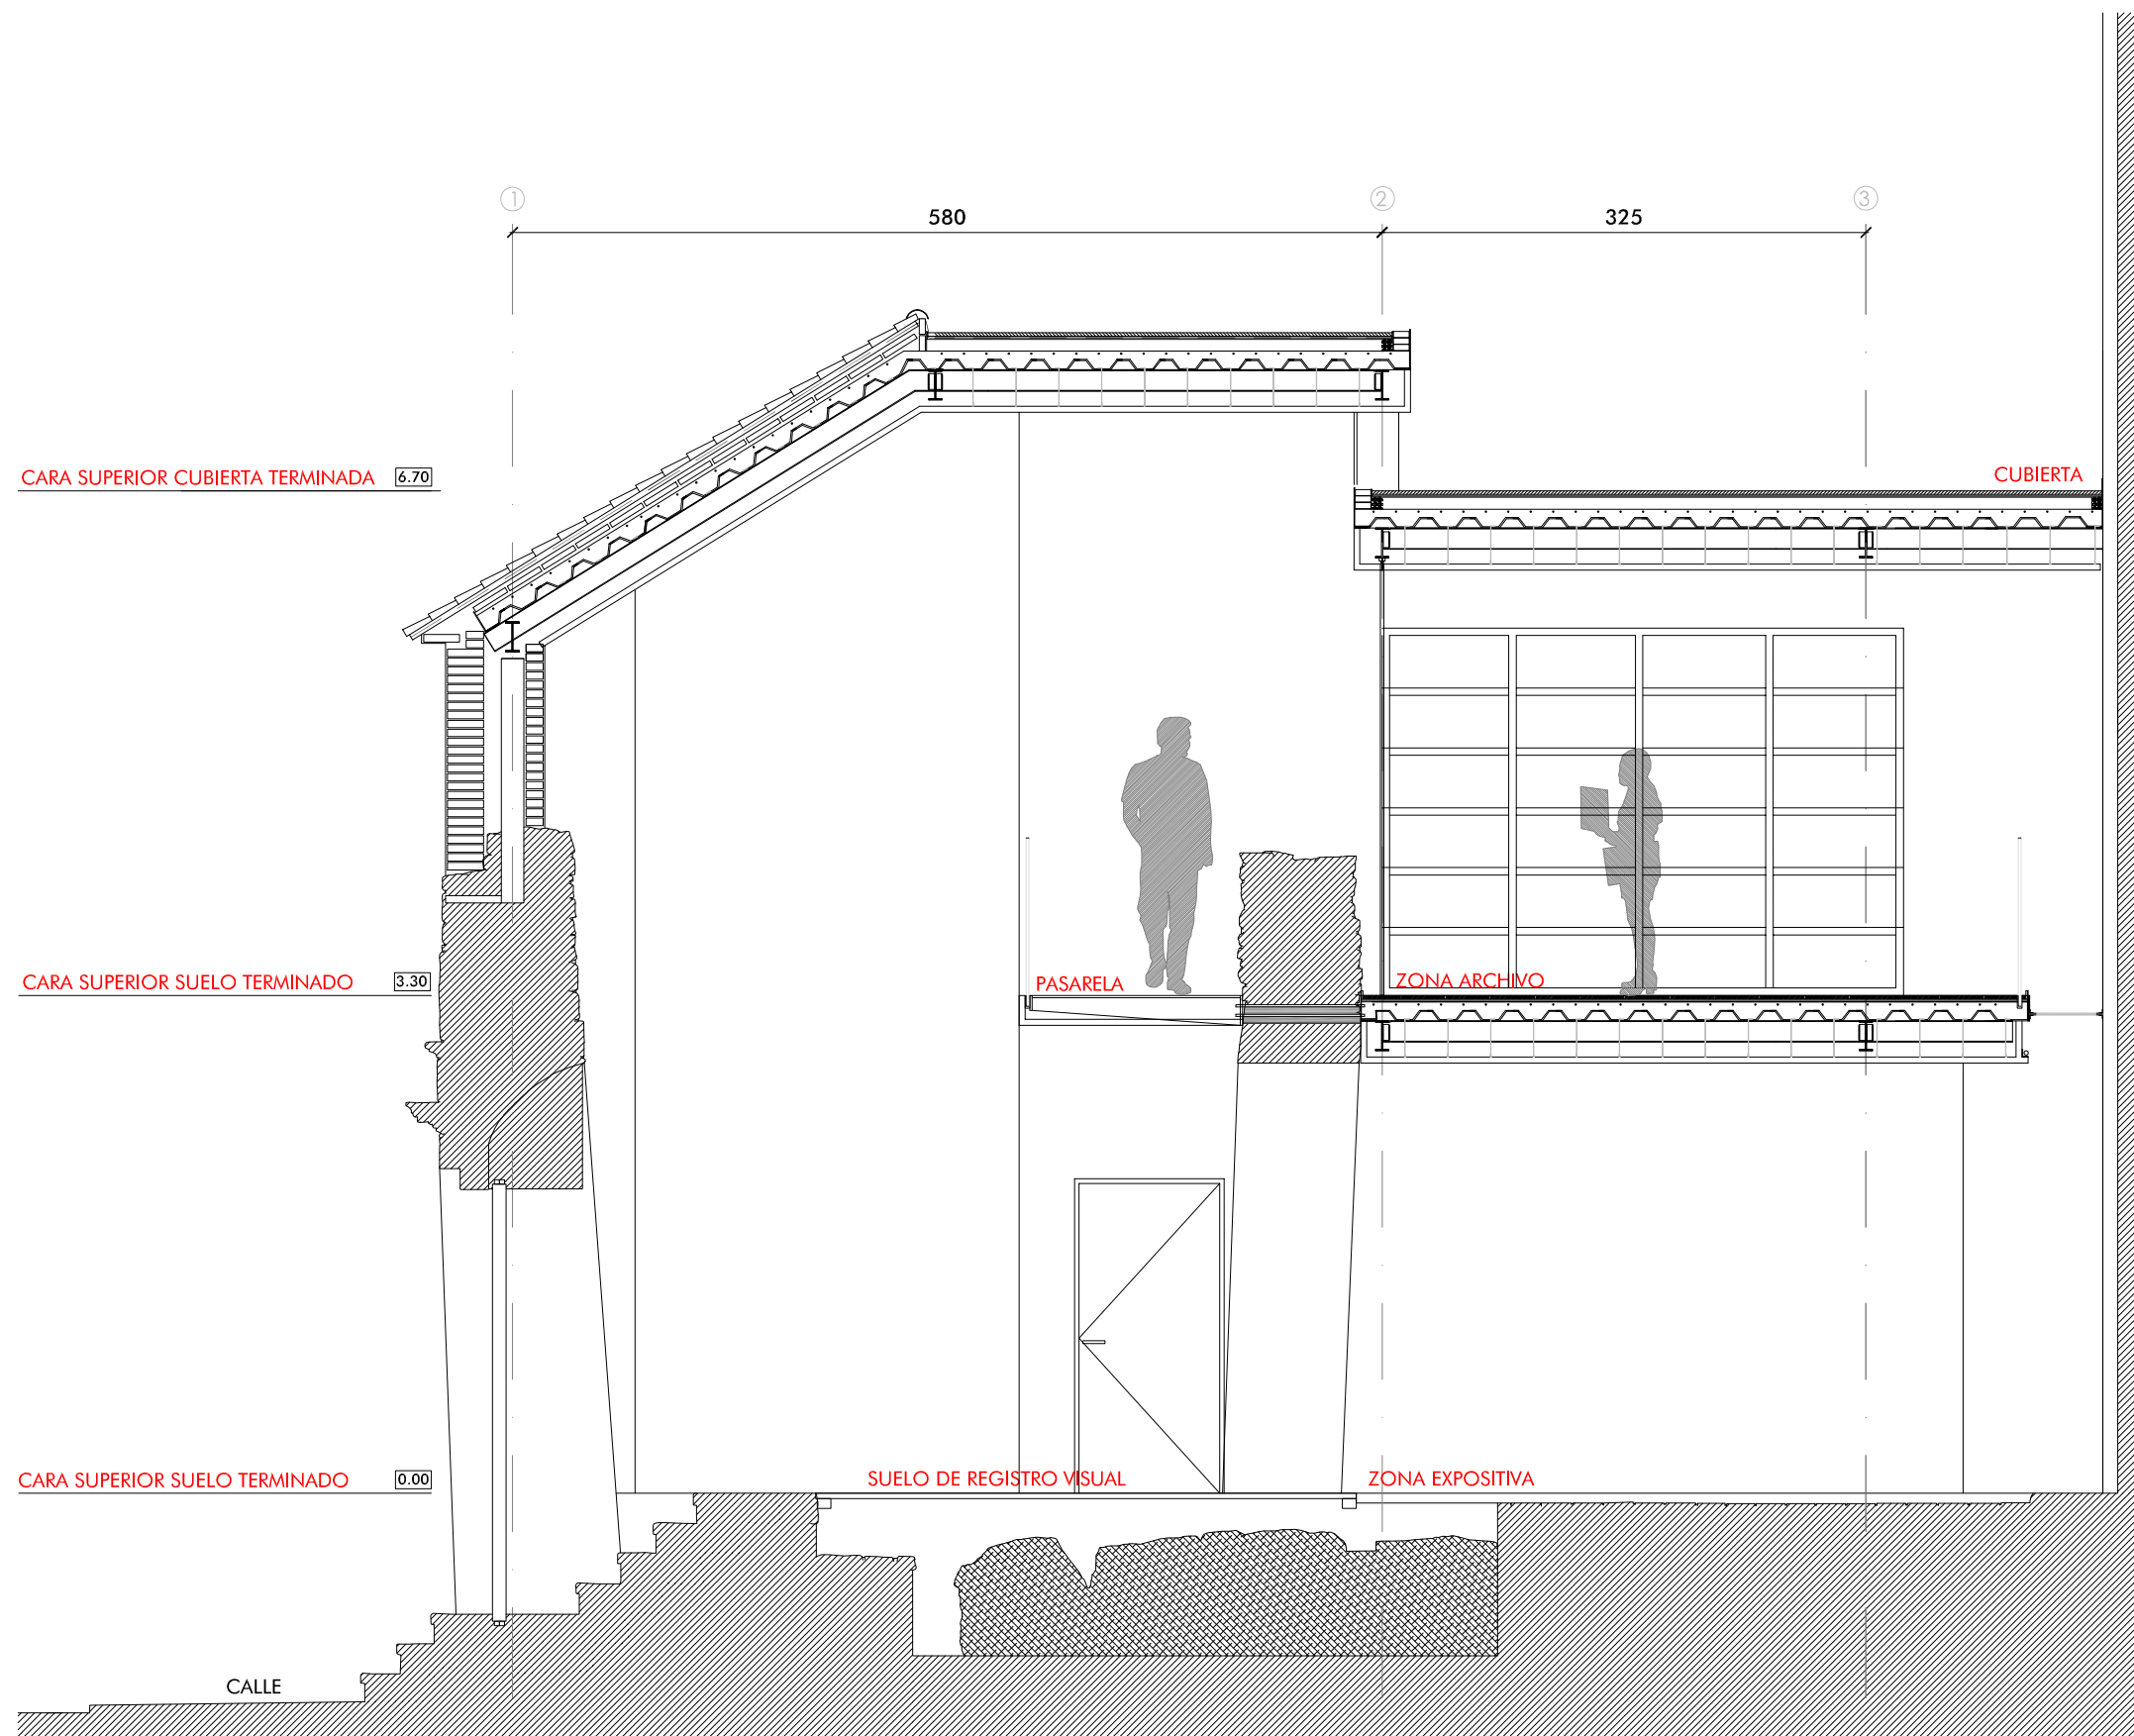 ① ② ③
580 325
CARA SUPERIOR CUBIERTA TERMINADA 6.70
CUBIERTA
CARA SUPERIOR SUELO TERMINADO 3.30
PASARELA
ZONA ARCHIVO
CARA SUPERIOR SUELO TERMINADO 0.00
SUELO DE REGISTRO VISUAL
ZONA EXPOSITIVA
CALLE